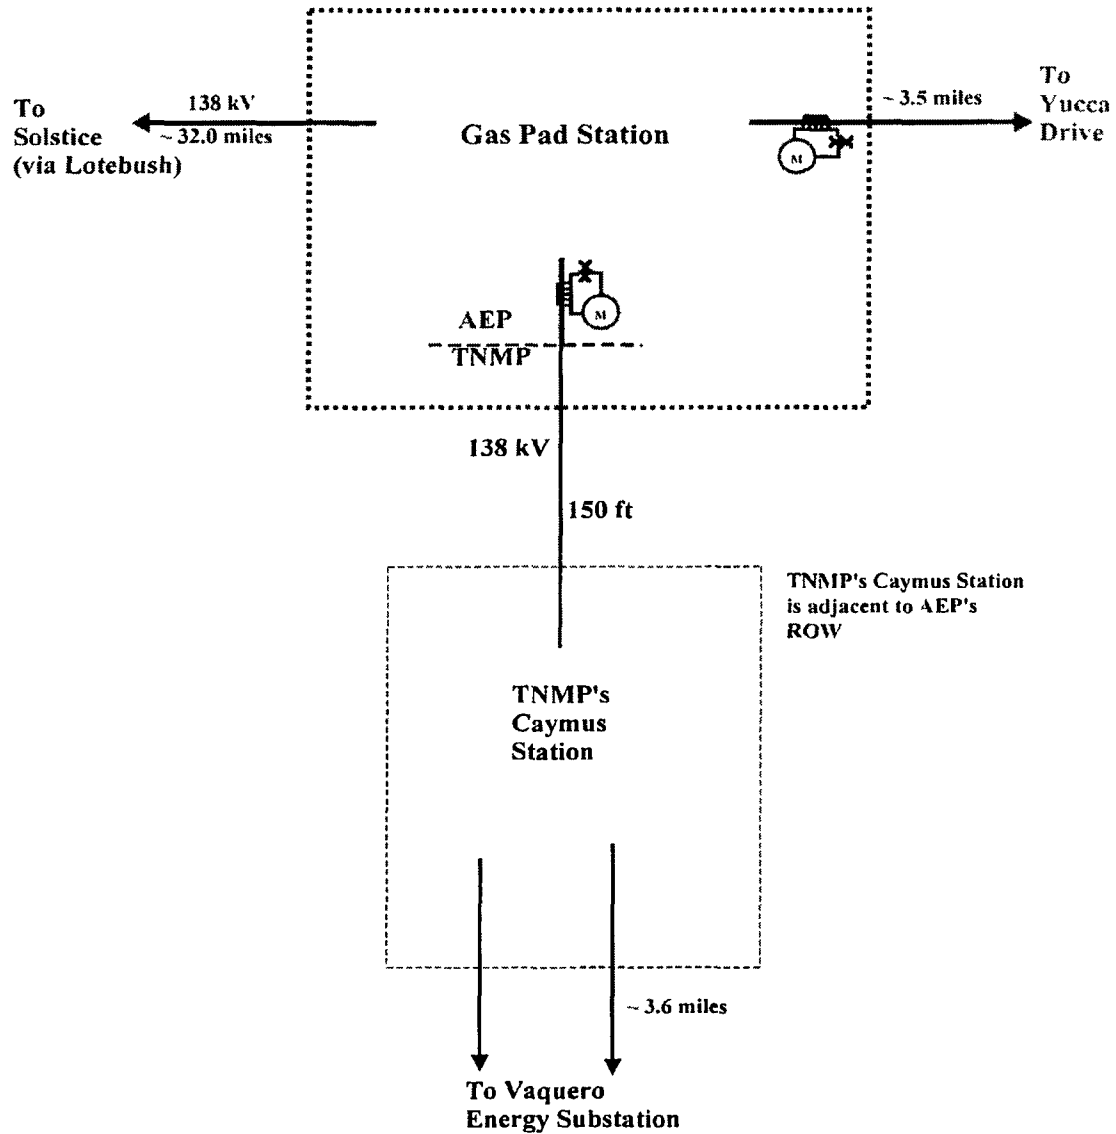 To
Solstice
(via Lotebush)
138 kV
~ 32.0 miles
Gas Pad Station
M
~ 3.5 miles
To
Yucca
Drive
M
AEP
TNMP
138 kV
150 ft
TNMP's Caymus Station
is adjacent to AEP's
ROW
TNMP's
Caymus
Station
~ 3.6 miles
To Vaquero
Energy Substation